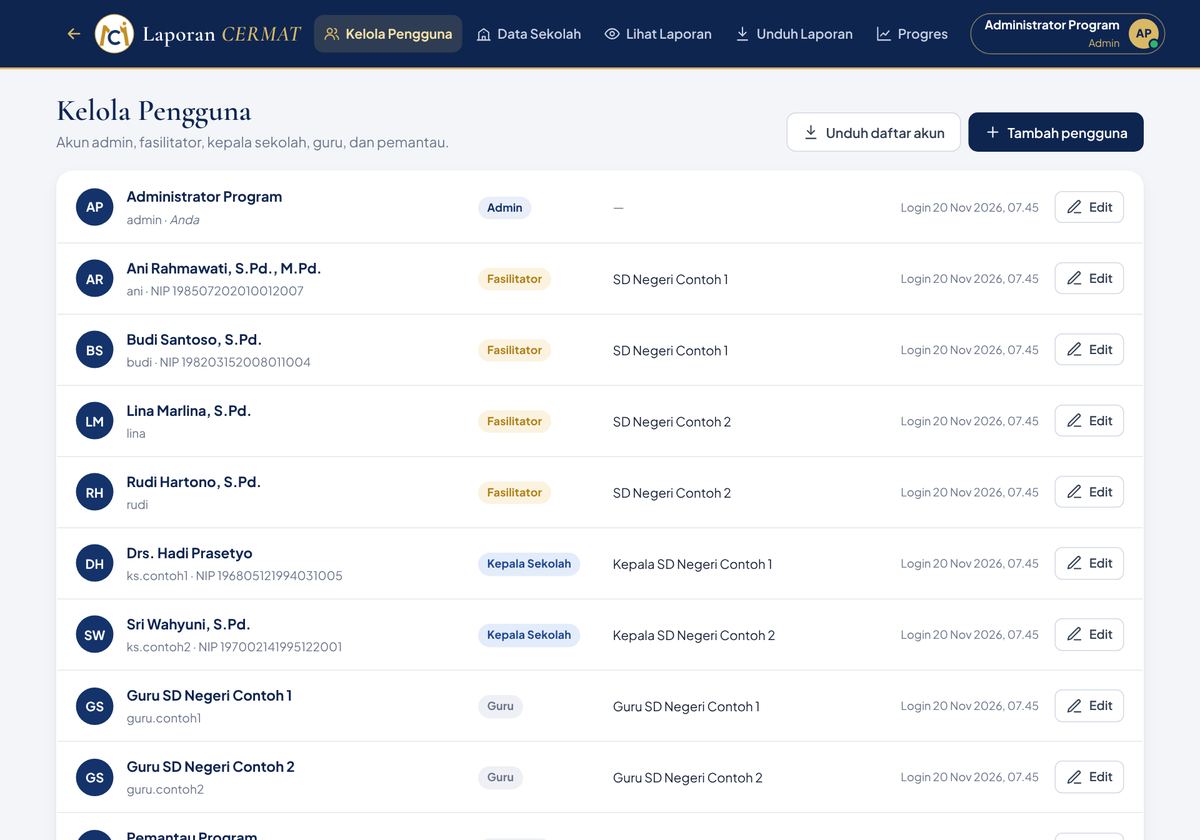 Laporan CERMAT
Kelola Pengguna
Data Sekolah
Lihat Laporan
Unduh Laporan
Progres
Administrator Program
Admin
AP
Kelola Pengguna
Akun admin, fasilitator, kepala sekolah, guru, dan pemantau.
Unduh daftar akun
Tambah pengguna
AP
Administrator Program
admin · Anda
Admin
—
Login 20 Nov 2026, 07.45
Edit
AR
Ani Rahmawati, S.Pd., M.Pd.
ani · NIP 198507202010012007
Fasilitator
SD Negeri Contoh 1
Login 20 Nov 2026, 07.45
Edit
BS
Budi Santoso, S.Pd.
budi · NIP 198203152008011004
Fasilitator
SD Negeri Contoh 1
Login 20 Nov 2026, 07.45
Edit
LM
Lina Marlina, S.Pd.
lina
Fasilitator
SD Negeri Contoh 2
Login 20 Nov 2026, 07.45
Edit
RH
Rudi Hartono, S.Pd.
rudi
Fasilitator
SD Negeri Contoh 2
Login 20 Nov 2026, 07.45
Edit
DH
Drs. Hadi Prasetyo
ks.contoh1 · NIP 196805121994031005
Kepala Sekolah
Kepala SD Negeri Contoh 1
Login 20 Nov 2026, 07.45
Edit
SW
Sri Wahyuni, S.Pd.
ks.contoh2 · NIP 197002141995122001
Kepala Sekolah
Kepala SD Negeri Contoh 2
Login 20 Nov 2026, 07.45
Edit
GS
Guru SD Negeri Contoh 1
guru.contoh1
Guru
Guru SD Negeri Contoh 1
Login 20 Nov 2026, 07.45
Edit
GS
Guru SD Negeri Contoh 2
guru.contoh2
Guru
Guru SD Negeri Contoh 2
Login 20 Nov 2026, 07.45
Edit
Pemantau Program